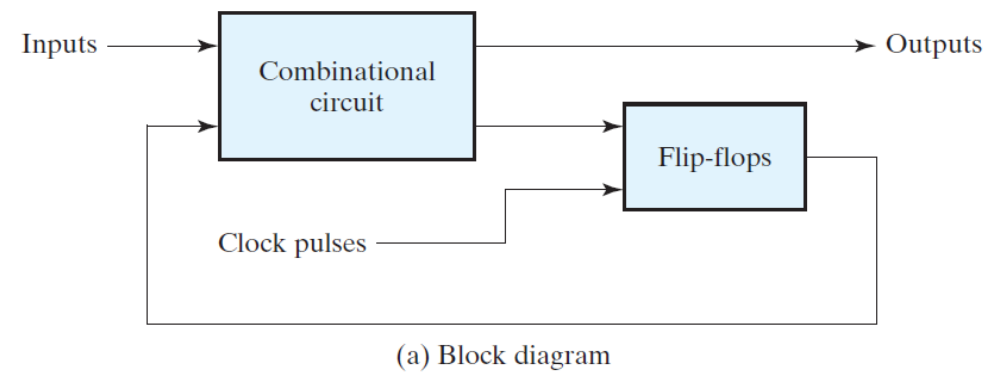 Inputs
Combinational
circuit
Outputs
Flip-flops
Clock pulses
(a) Block diagram